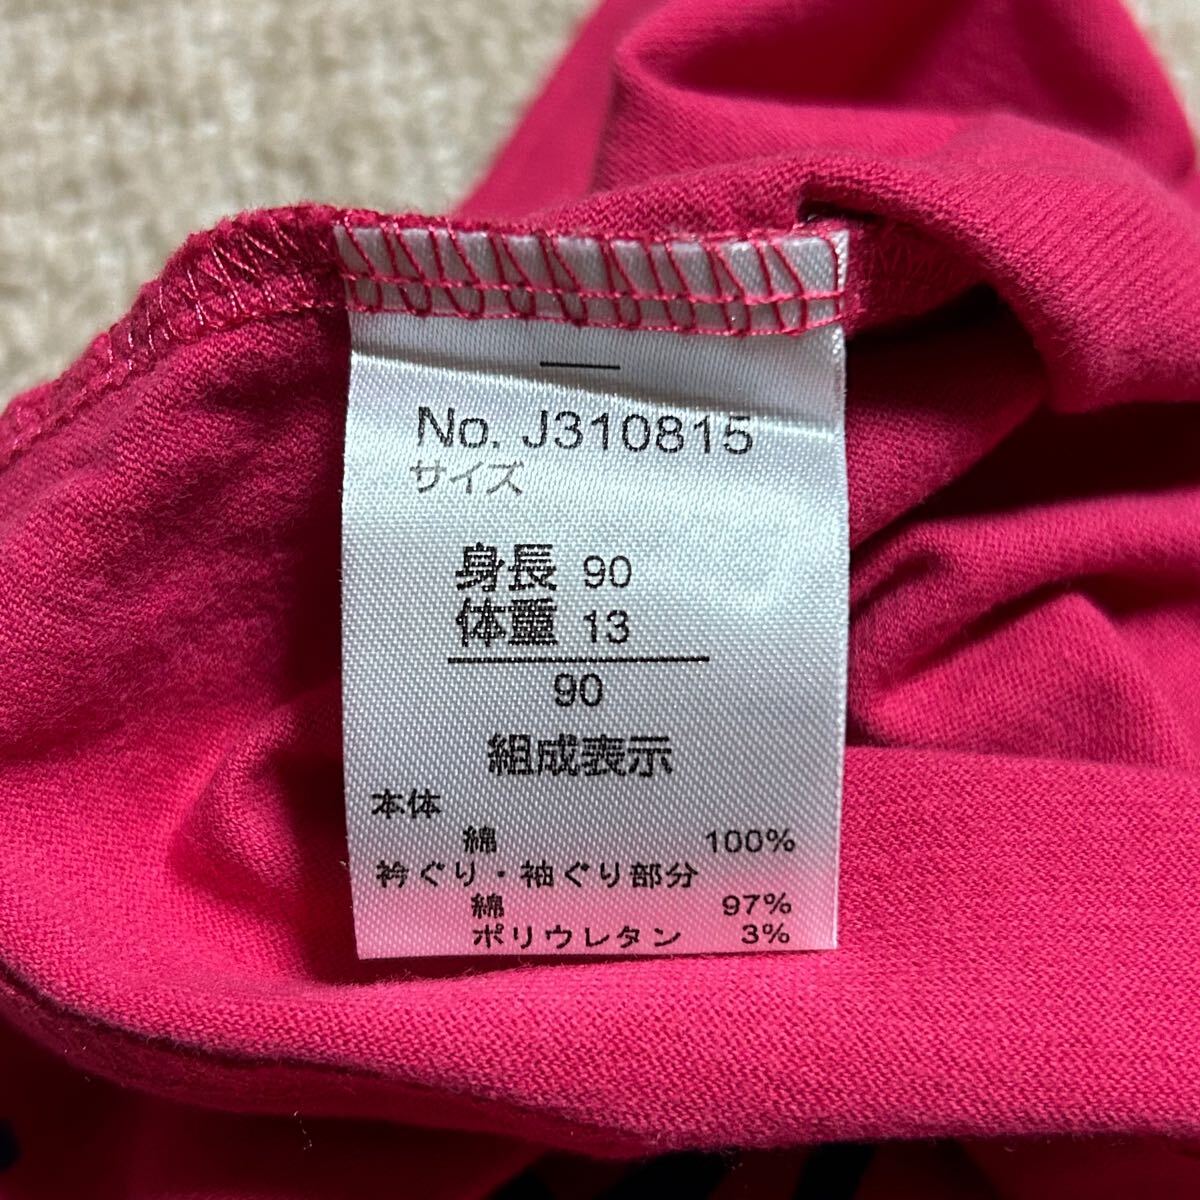 No. J310815
サイズ
身長 90
体重 13
90
組成表示
本体
綿 100%
衿ぐり・袖ぐり部分
綿 97%
ポリウレタン 3%